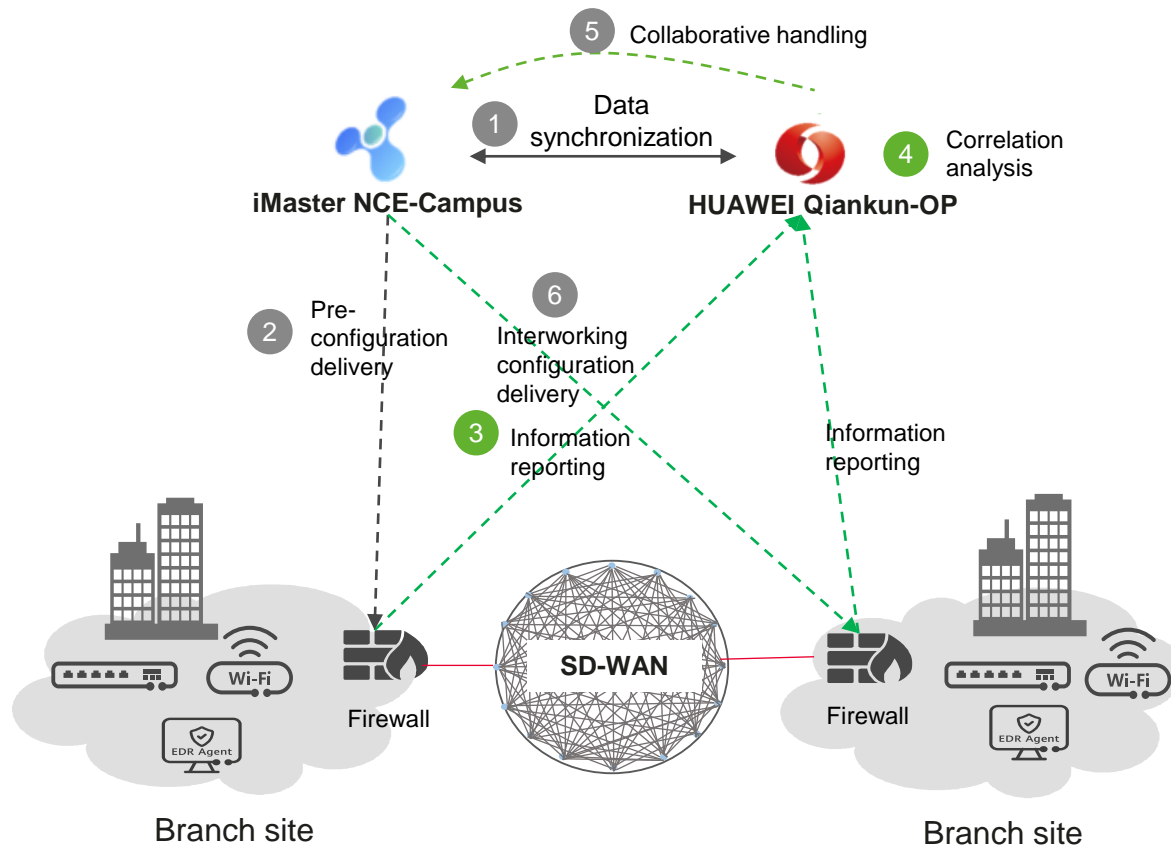 5
Collaborative handling
1
Data
synchronization
4
Correlation
analysis
iMaster NCE-Campus
HUAWEI Qiankun-OP
2
Pre-
configuration
delivery
6
Interworking
configuration
delivery
3
Information
reporting
Information
reporting
Wi-Fi
EDR Agent
Firewall
SD-WAN
Firewall
Wi-Fi
EDR Agent
Branch site
Branch site